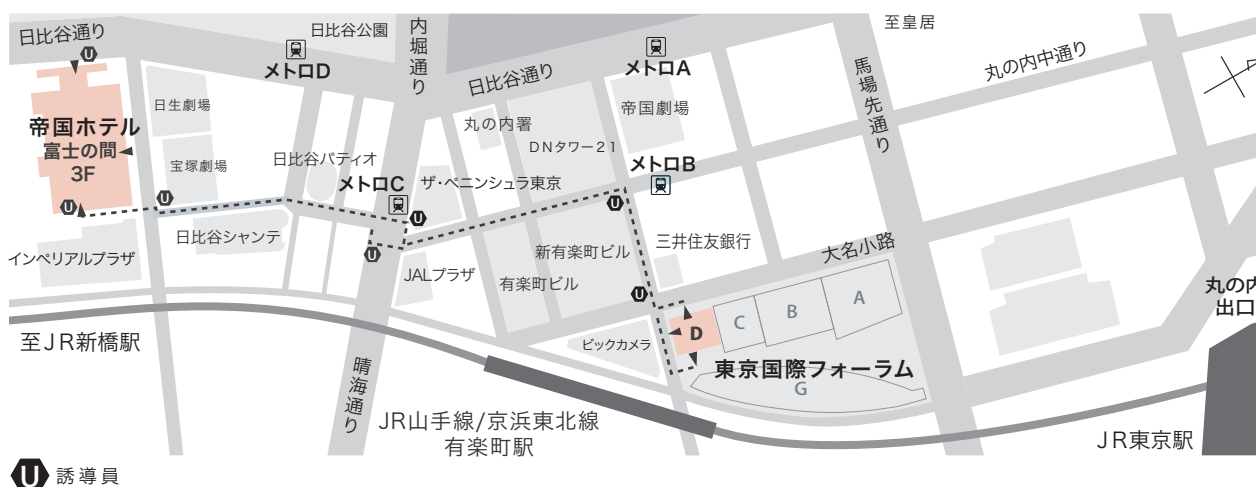 日比谷公園
至皇居
日比谷通り
U
メトロD
内堀通り
日比谷通り
メトロA
馬場先通り
丸の内中通り
日生劇場
帝国劇場
帝国ホテル
富士の間
3F
丸の内署
DNタワー21
宝塚劇場
日比谷パティオ
メトロC
ザ・ペニンシュラ東京
メトロB
U
U
U
U
日比谷シャンテ
インペリアルプラザ
U
JALプラザ
有楽町ビル
新有楽町ビル
三井住友銀行
大名小路
U
A
B
C
D
丸の内
出口
至JR新橋駅
ビックカメラ
東京国際フォーラム
G
晴海通り
JR山手線/京浜東北線
有楽町駅
JR東京駅
U 誘導員